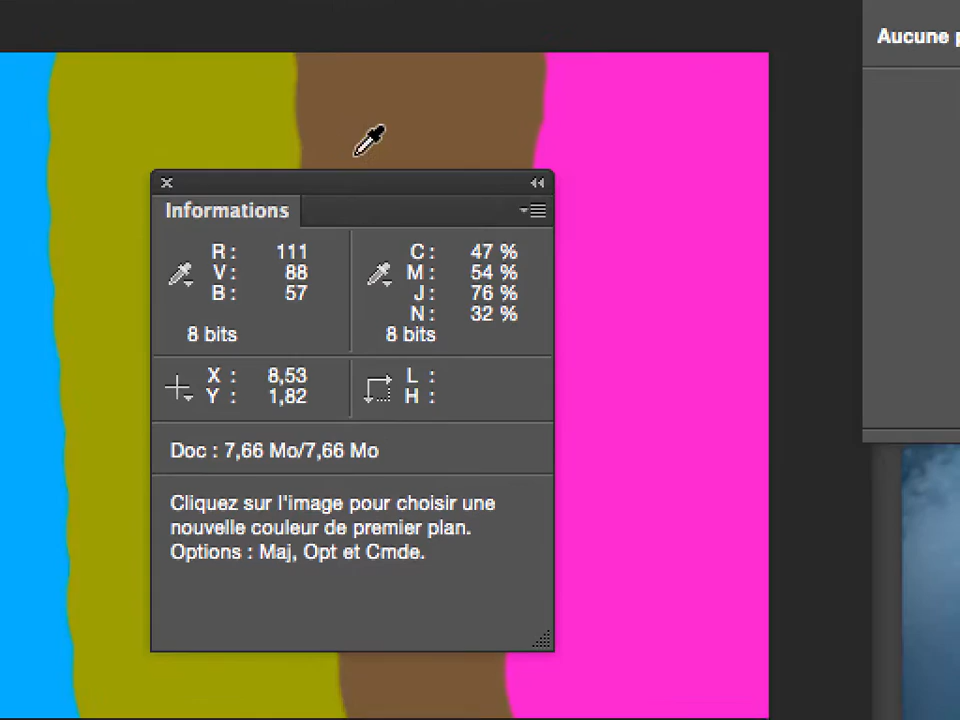 Aucune
Informations
R : 111
V : 88
B : 57
8 bits
C : 47 %
M : 54 %
J : 76 %
N : 32 %
8 bits
X : 8,53
Y : 1,82
L :
H :
Doc : 7,66 Mo/7,66 Mo
Cliquez sur l'image pour choisir une
nouvelle couleur de premier plan.
Options : Maj, Opt et Cmde.